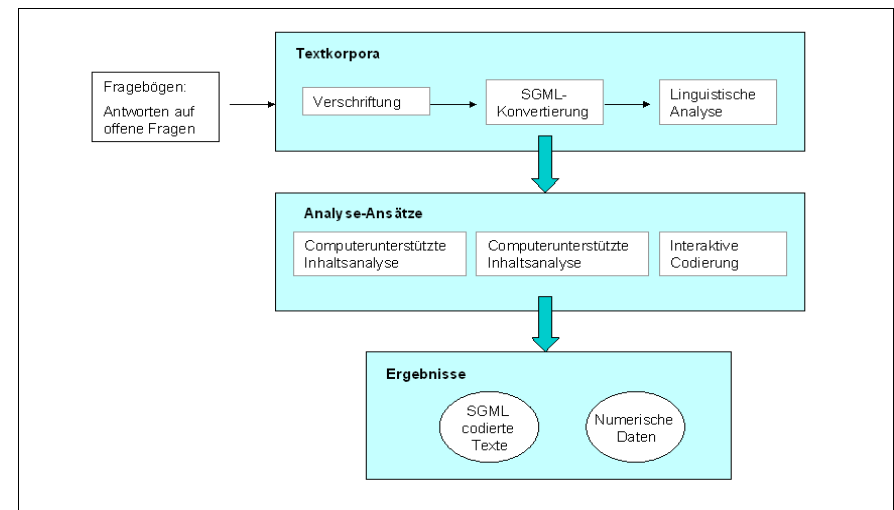 Textkorpora
Fragebögen:
Antworten auf
offene Fragen
Verschriftung
SGML-
Konvertierung
Linguistische
Analyse
Analyse-Ansätze
Computerunterstützte
Inhaltsanalyse
Computerunterstützte
Inhaltsanalyse
Interaktive
Codierung
Ergebnisse
SGML
codierte
Texte
Numerische
Daten